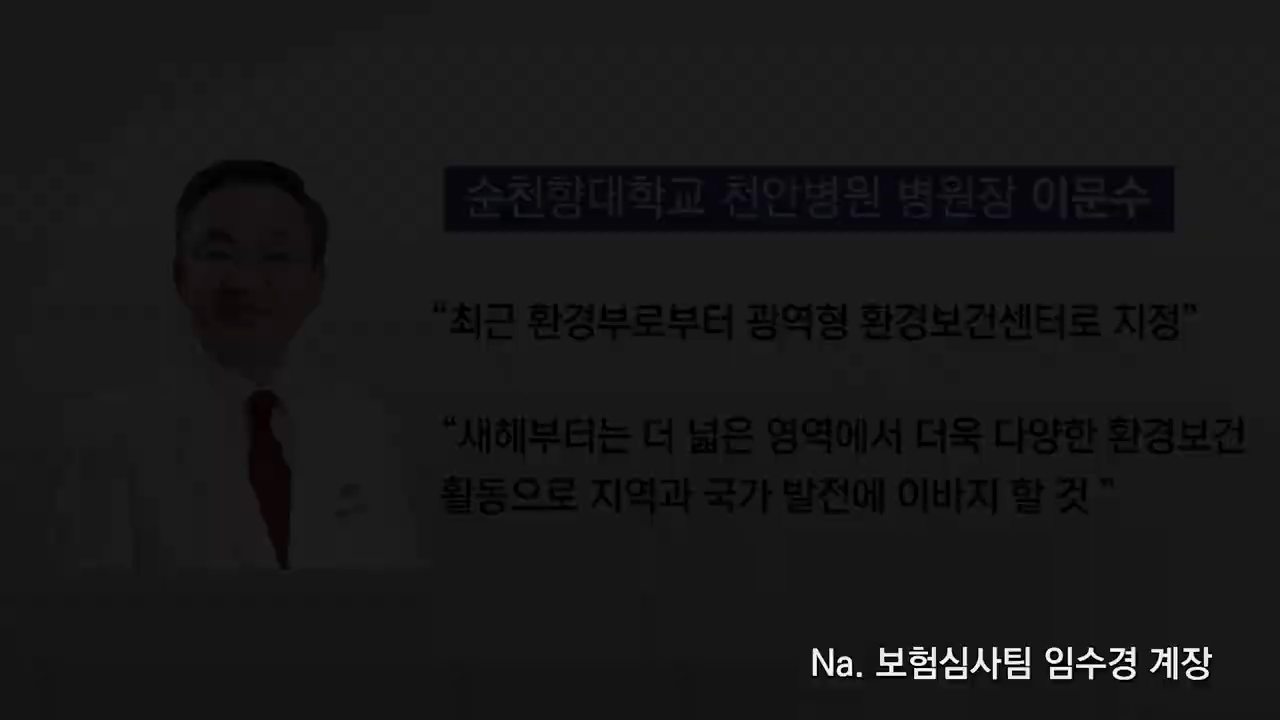 순천향대학교 천안병원 병원장 이문수
“최근 환경부로부터 광역형 환경보건센터로 지정”
“새해부터는 더 넓은 영역에서 더욱 다양한 환경보건
활동으로 지역과 국가 발전에 이바지 할 것 ”
Na. 보험심사팀 임수경 계장